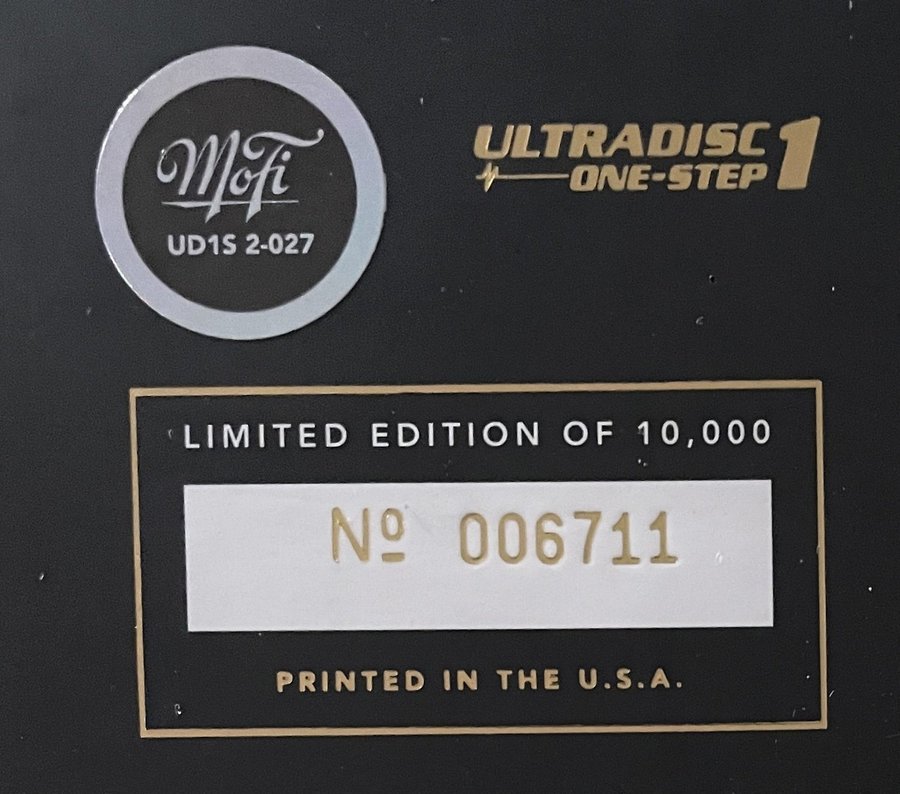 MoFi
UD1S 2-027
ULTRADISC 1
ONE-STEP
LIMITED EDITION OF 10,000
Nº 006711
PRINTED IN THE U.S.A.